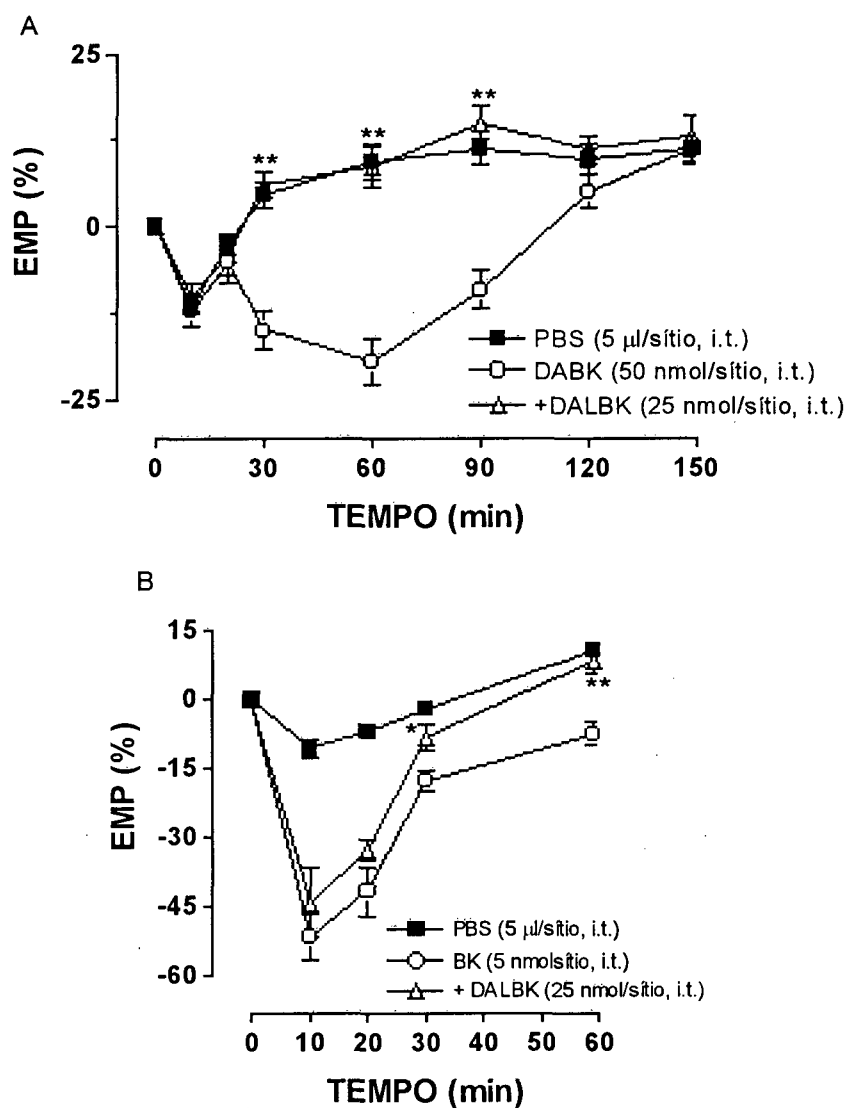 A
25
**
**
**
0
EMP (%)
PBS (5 µl/sítio, i.t.)
DABK (50 nmol/sítio, i.t.)
+DALBK (25 nmol/sítio, i.t.)
-25
0 30 60 90 120 150
TEMPO (min)
B
15
0
**
*
-15
EMP (%)
-30
-45
PBS (5 µl/sítio, i.t.)
BK (5 nmolsítio, i.t.)
-60
+ DALBK (25 nmol/sítio, i.t.)
0 10 20 30 40 50 60
TEMPO (min)